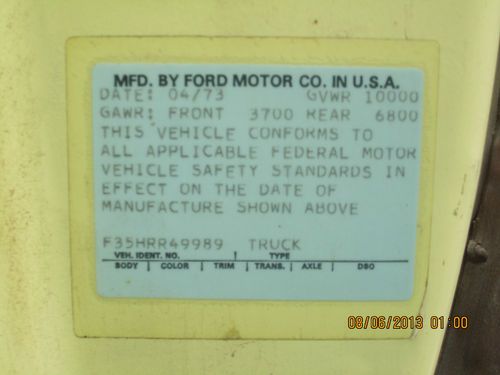 MFD. BY FORD MOTOR CO. IN U.S.A.
DATE: 04/73 GVWR 10000
GAWR: FRONT 3700 REAR 6800
THIS VEHICLE CONFORMS TO
ALL APPLICABLE FEDERAL MOTOR
VEHICLE SAFETY STANDARDS IN
EFFECT ON THE DATE OF
MANUFACTURE SHOWN ABOVE
F35HRR49989 TRUCK
VEH. IDENT. NO. TYPE
BODY | COLOR | TRIM | TRANS. | AXLE | DSO
08/06/2013 01:00